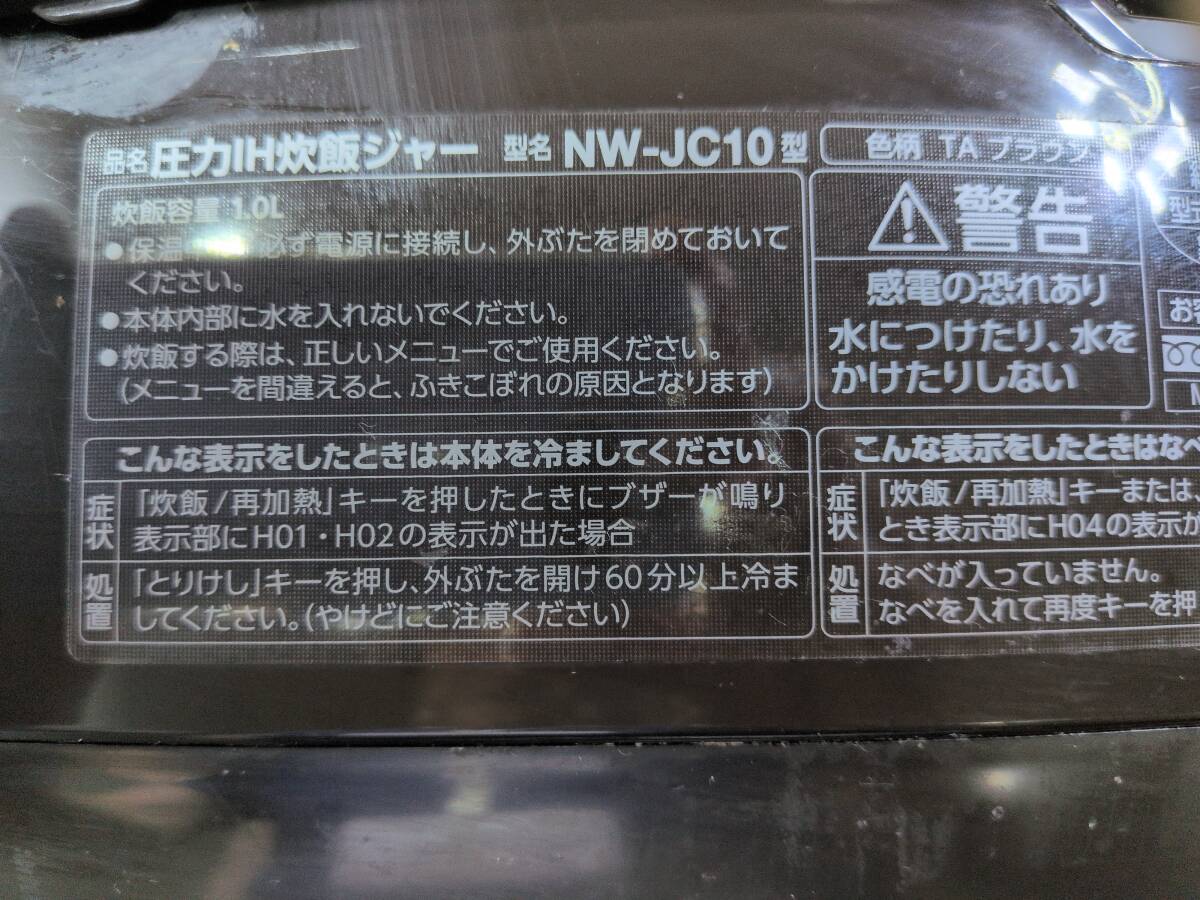 品名 圧力IH炊飯ジャー 型名 NW-JC10型
色柄 TA ブラウン
炊飯容量 1.0L
●保温 必ず電源に接続し、外ぶたを閉めておいて
ください。
●本体内部に水を入れないでください。
●炊飯する際は、正しいメニューでご使用ください。
(メニューを間違えると、ふきこぼれの原因となります)
警告
感電の恐れあり
水につけたり、水を
かけたりしない
型
お
M
こんな表示をしたときは本体を冷ましてください。
症状
「炊飯/再加熱」キーを押したときにブザーが鳴り
表示部にH01・H02の表示が出た場合
処置
「とりけし」キーを押し、外ぶたを開け60分以上冷ま
してください。(やけどにご注意ください)
こんな表示をしたときはなべ
症状
「炊飯/再加熱」キーまたは
とき表示部にH04の表示が
処置
なべが入っていません。
なべを入れて再度キーを押